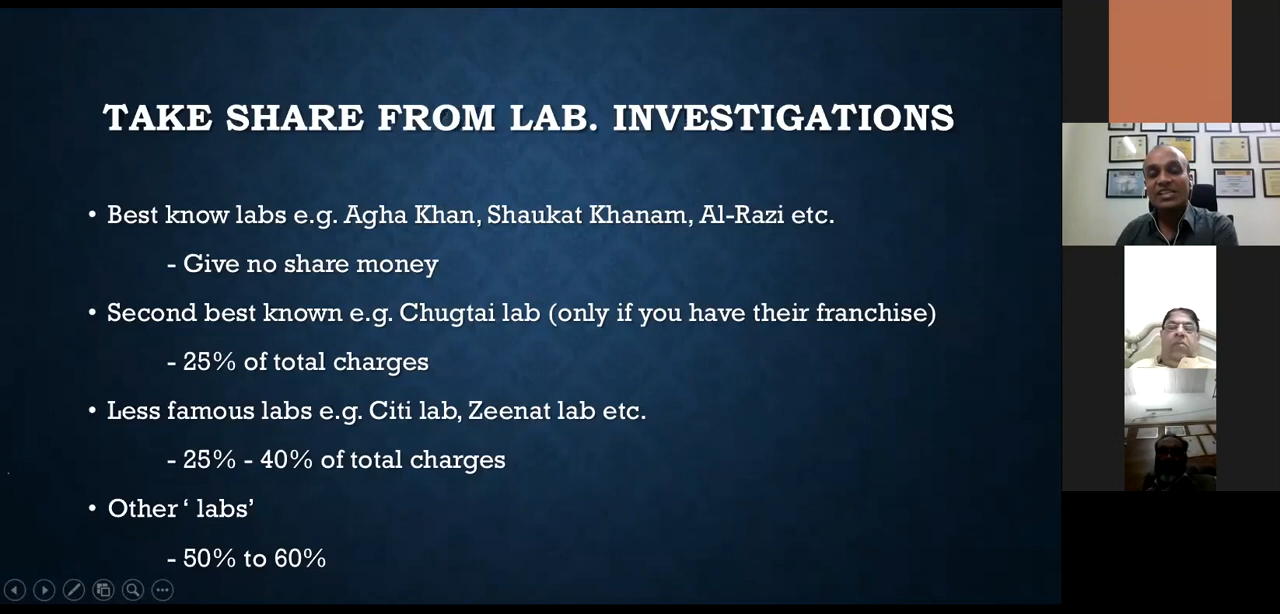 TAKE SHARE FROM LAB. INVESTIGATIONS
• Best know labs e.g. Agha Khan, Shaukat Khanam, Al-Razi etc.
- Give no share money
• Second best known e.g. Chugtai lab (only if you have their franchise)
- 25% of total charges
• Less famous labs e.g. Citi lab, Zeenat lab etc.
- 25% - 40% of total charges
• Other ‘ labs’
- 50% to 60%